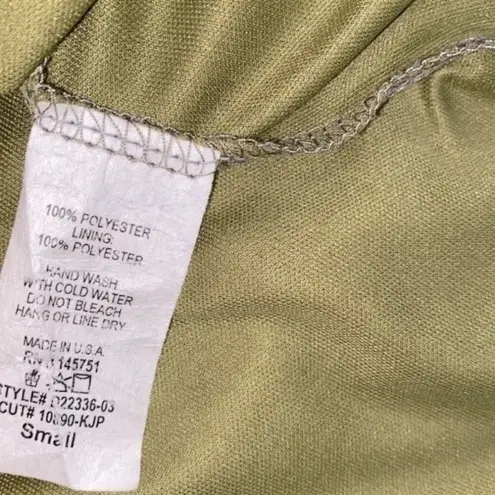 100% POLYESTER
LINING:
100% POLYESTER
HAND WASH
WITH COLD WATER
DO NOT BLEACH
HANG OR LINE DRY
MADE IN U.S.A.
145751
STYLE#
CUT#
Small